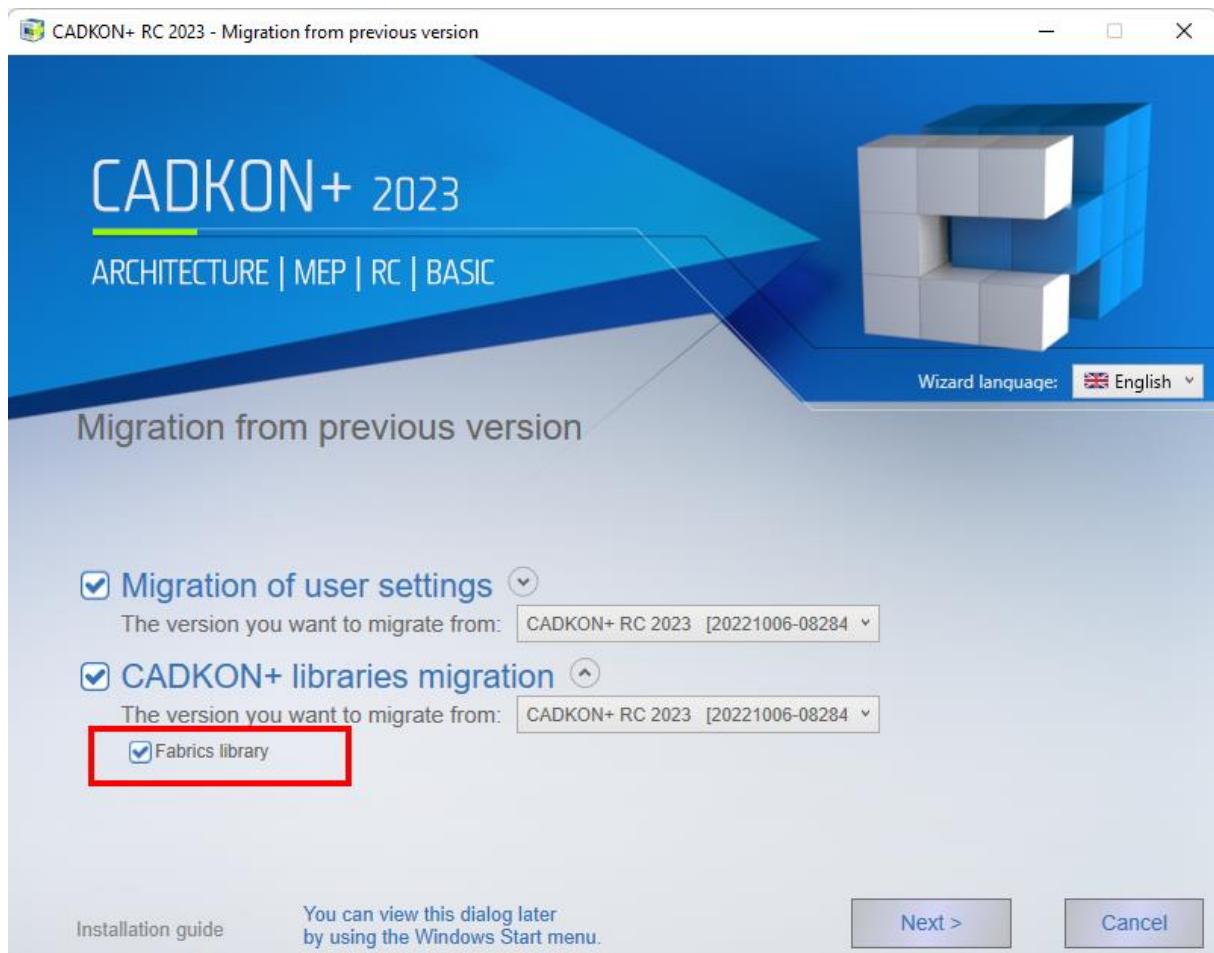 CADKON+ RC 2023 - Migration from previous version
CADKON+ 2023
ARCHITECTURE | MEP | RC | BASIC
Wizard language: English
Migration from previous version
Migration of user settings
The version you want to migrate from: CADKON+ RC 2023 [20221006-08284
CADKON+ libraries migration
The version you want to migrate from: CADKON+ RC 2023 [20221006-08284
Fabrics library
Installation guide
You can view this dialog later
by using the Windows Start menu.
Next >
Cancel